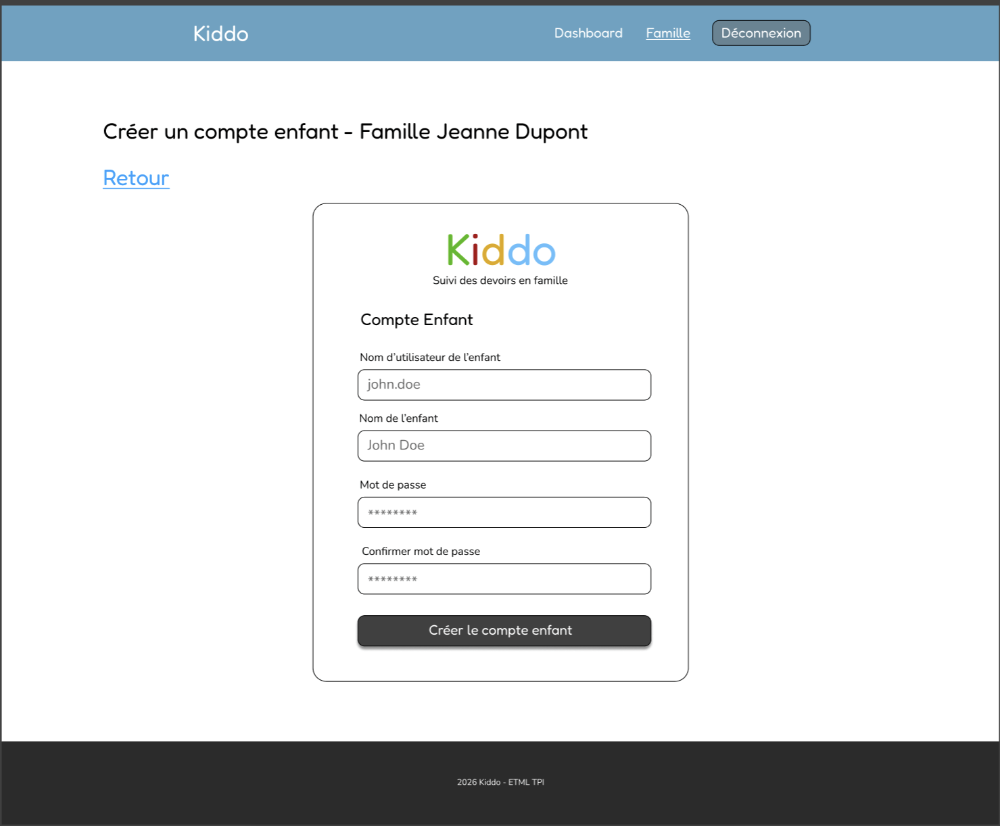 Kiddo
Dashboard Famille Déconnexion
Créer un compte enfant - Famille Jeanne Dupont
Retour
Kiddo
Suivi des devoirs en famille
Compte Enfant
Nom d’utilisateur de l’enfant
john.doe
Nom de l’enfant
John Doe
Mot de passe
********
Confirmer mot de passe
********
Créer le compte enfant
2026 Kiddo - ETML TPI